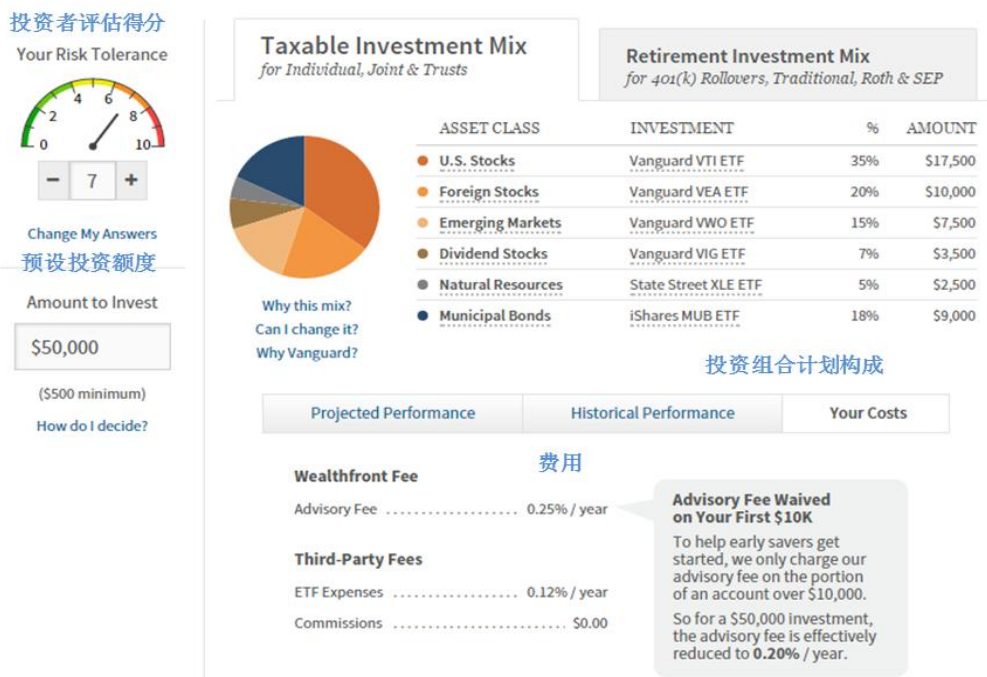 投资者评估得分
Your Risk Tolerance
0 2 4 6 8 10
− 7 +
Change My Answers
预设投资额度
Amount to Invest
$50,000
($500 minimum)
How do I decide?
Taxable Investment Mix
for Individual, Joint & Trusts
Retirement Investment Mix
for 401(k) Rollovers, Traditional, Roth & SEP
ASSET CLASS INVESTMENT % AMOUNT
U.S. Stocks Vanguard VTI ETF 35% $17,500
Foreign Stocks Vanguard VEA ETF 20% $10,000
Emerging Markets Vanguard VWO ETF 15% $7,500
Dividend Stocks Vanguard VIG ETF 7% $3,500
Natural Resources State Street XLE ETF 5% $2,500
Municipal Bonds iShares MUB ETF 18% $9,000
Why this mix?
Can I change it?
Why Vanguard?
投资组合计划构成
Projected Performance Historical Performance Your Costs
费用
Wealthfront Fee
Advisory Fee .................. 0.25% / year
Third-Party Fees
ETF Expenses .................. 0.12% / year
Commissions ......................... $0.00
Advisory Fee Waived
on Your First $10K
To help early savers get
started, we only charge our
advisory fee on the portion
of an account over $10,000.
So for a $50,000 investment,
the advisory fee is effectively
reduced to 0.20% / year.